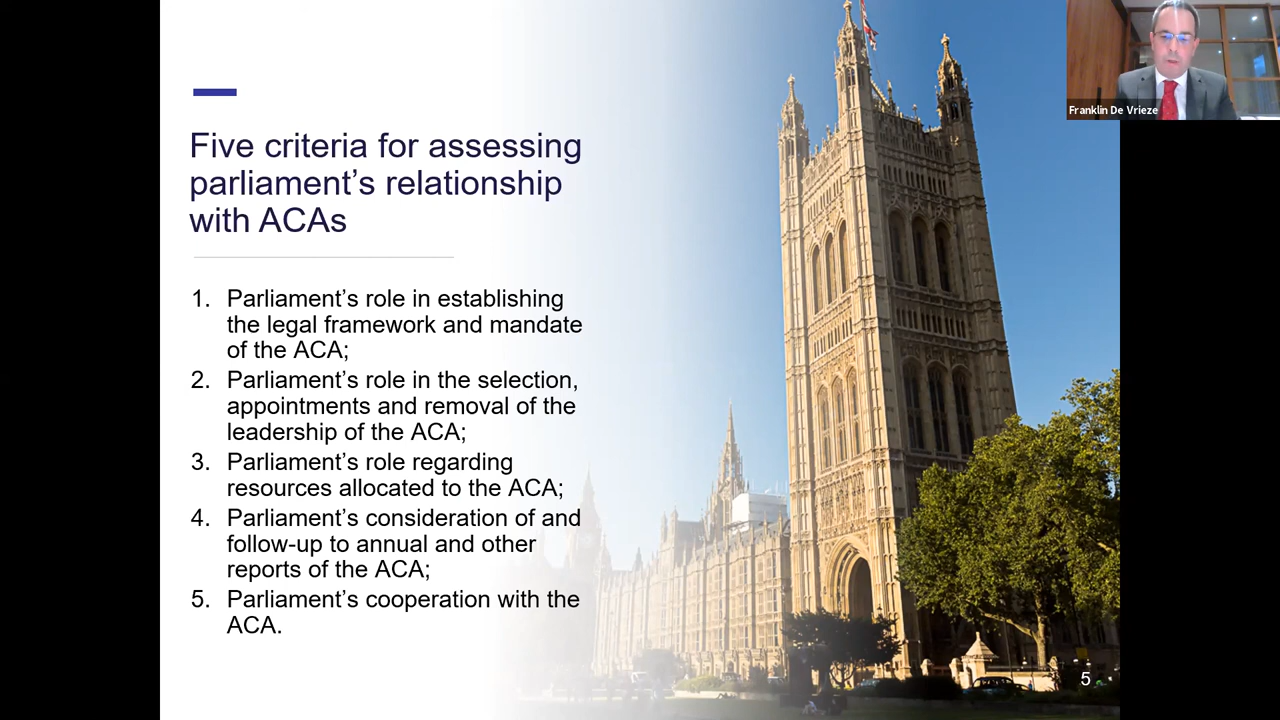 Five criteria for assessing
parliament’s relationship
with ACAs
1. Parliament’s role in establishing
the legal framework and mandate
of the ACA;
2. Parliament’s role in the selection,
appointments and removal of the
leadership of the ACA;
3. Parliament’s role regarding
resources allocated to the ACA;
4. Parliament’s consideration of and
follow-up to annual and other
reports of the ACA;
5. Parliament’s cooperation with the
ACA.
5
Franklin De Vrieze